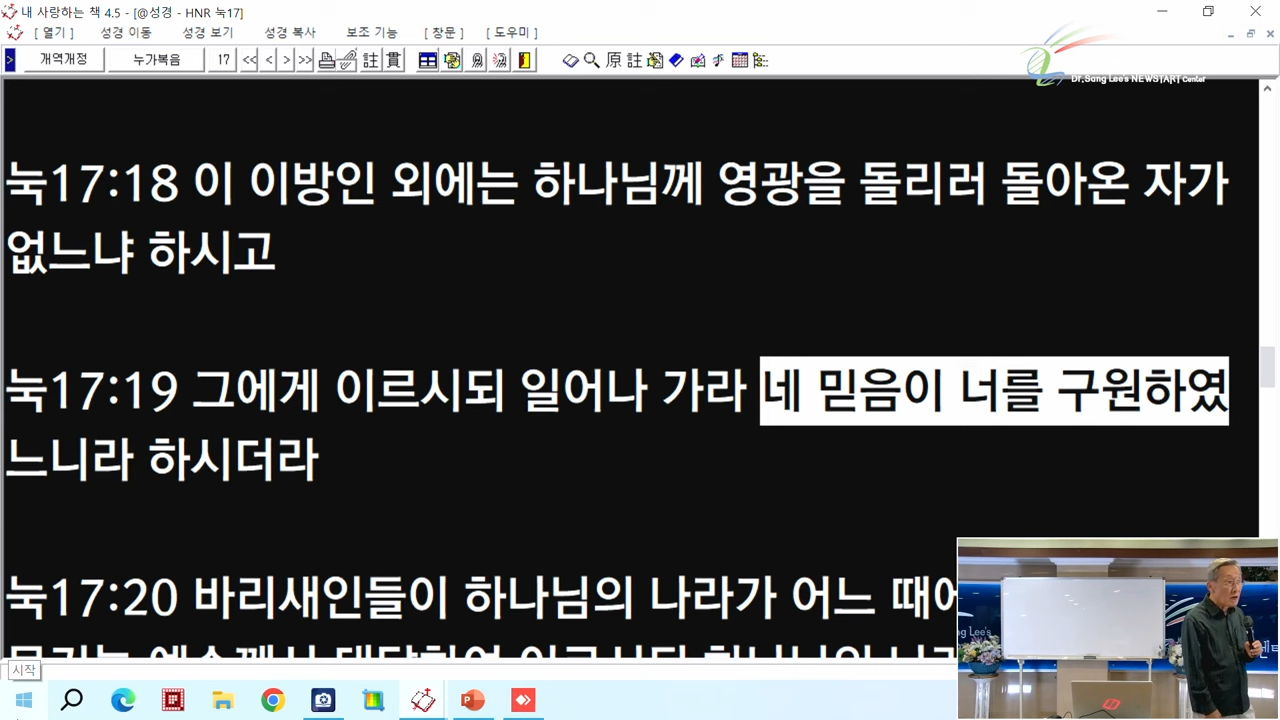 내 사랑하는 책 4.5 - [@성경 - HNR 눅17]
[ 열기 ] 성경 이동 성경 보기 성경 복사 보조 기능 [ 창문 ] [ 도우미 ]
> 개역개정 누가복음 17 << < > >> 註 貫 原 註
Dr.Sang Lee's NEWSTART Center
눅17:18 이 이방인 외에는 하나님께 영광을 돌리러 돌아온 자가
없느냐 하시고
눅17:19 그에게 이르시되 일어나 가라 네 믿음이 너를 구원하였
느니라 하시더라
눅17:20 바리새인들이 하나님의 나라가 어느 때에
시작